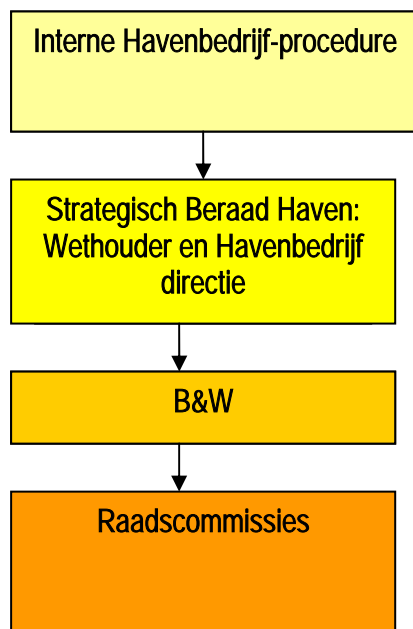 Interne Havenbedrijf-procedure
Strategisch Beraad Haven:
Wethouder en Havenbedrijf
directie
B&W
Raadscommissies